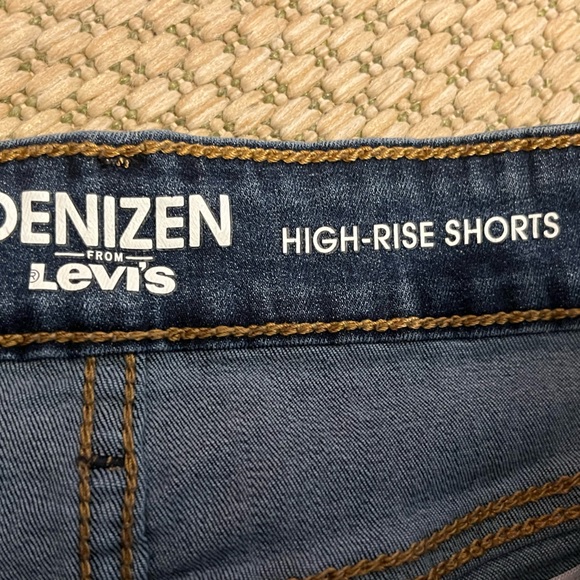 DENIZEN
FROM
Levi's®
HIGH-RISE SHORTS